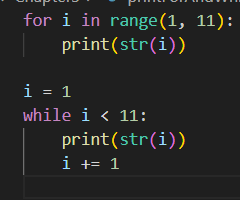 for i in range(1, 11):
    print(str(i))
i = 1
while i < 11:
    print(str(i))
    i += 1